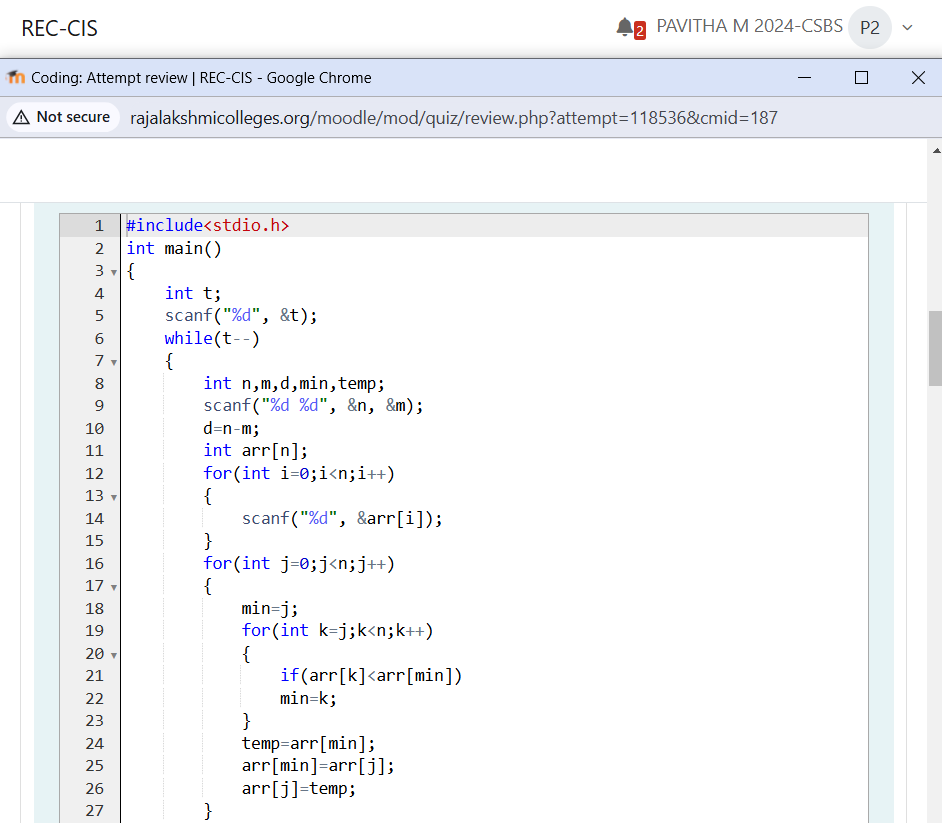 REC-CIS
2 PAVITHA M 2024-CSBS P2
Coding: Attempt review | REC-CIS - Google Chrome
Not secure rajalakshmicolleges.org/moodle/mod/quiz/review.php?attempt=118536&cmid=187
1 #include<stdio.h>
2 int main()
3 {
4     int t;
5     scanf("%d", &t);
6     while(t--)
7     {
8         int n,m,d,min,temp;
9         scanf("%d %d", &n, &m);
10         d=n-m;
11         int arr[n];
12         for(int i=0;i<n;i++)
13         {
14             scanf("%d", &arr[i]);
15         }
16         for(int j=0;j<n;j++)
17         {
18             min=j;
19             for(int k=j;k<n;k++)
20             {
21                 if(arr[k]<arr[min])
22                 min=k;
23             }
24             temp=arr[min];
25             arr[min]=arr[j];
26             arr[j]=temp;
27         }